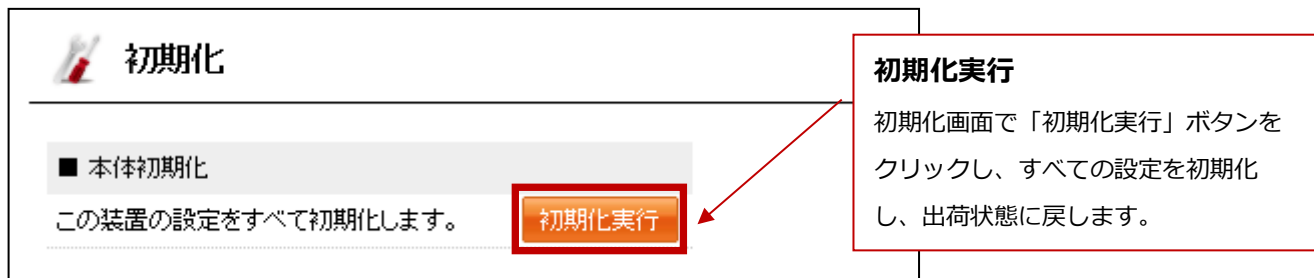 初期化
■ 本体初期化
この装置の設定をすべて初期化します。
初期化実行
初期化実行
初期化画面で「初期化実行」ボタンを
クリックし、すべての設定を初期化
し、出荷状態に戻します。